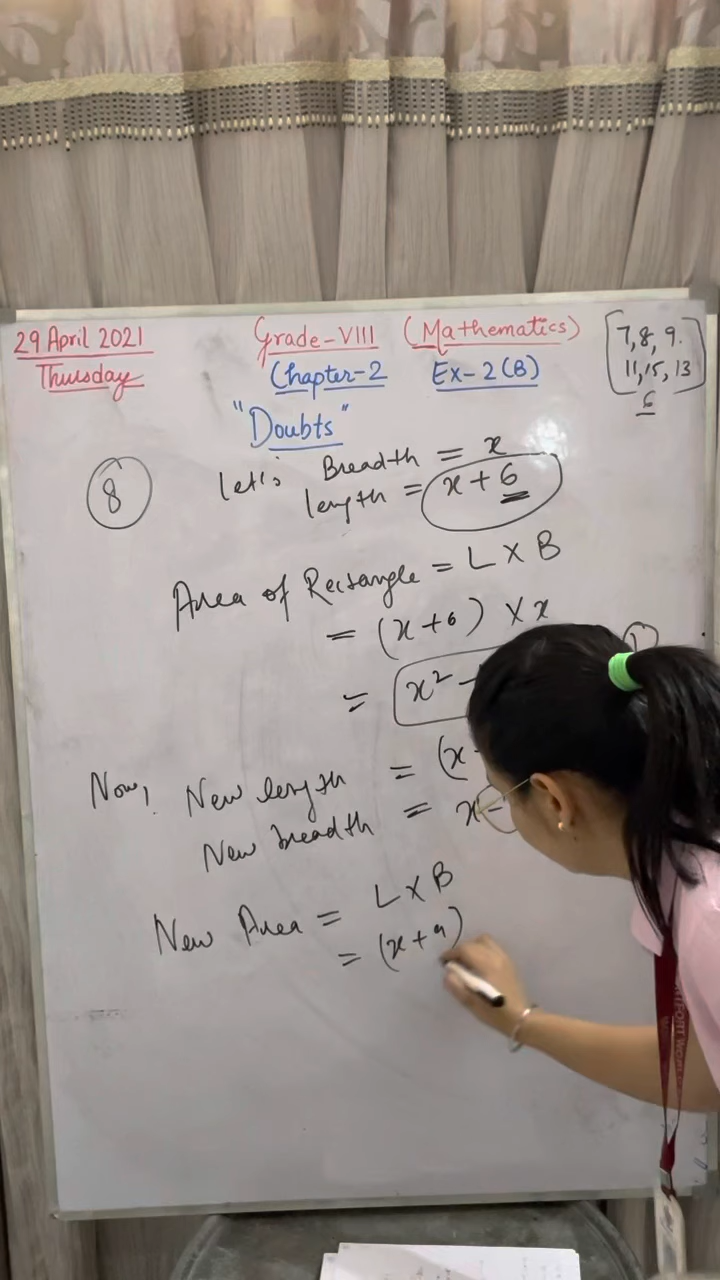 29 April 2021
Thursday
Grade-VIII (Mathematics)
Chapter-2 Ex-2(B)
"Doubts"
7, 8, 9.
11, 15, 13
6
8
Let's Breadth = x
length = x + 6
Area of Rectangle = L × B
= (x+6) × x
= x²
Now, New length = (x
New breadth = x -
New Area = L × B
= (x+9)